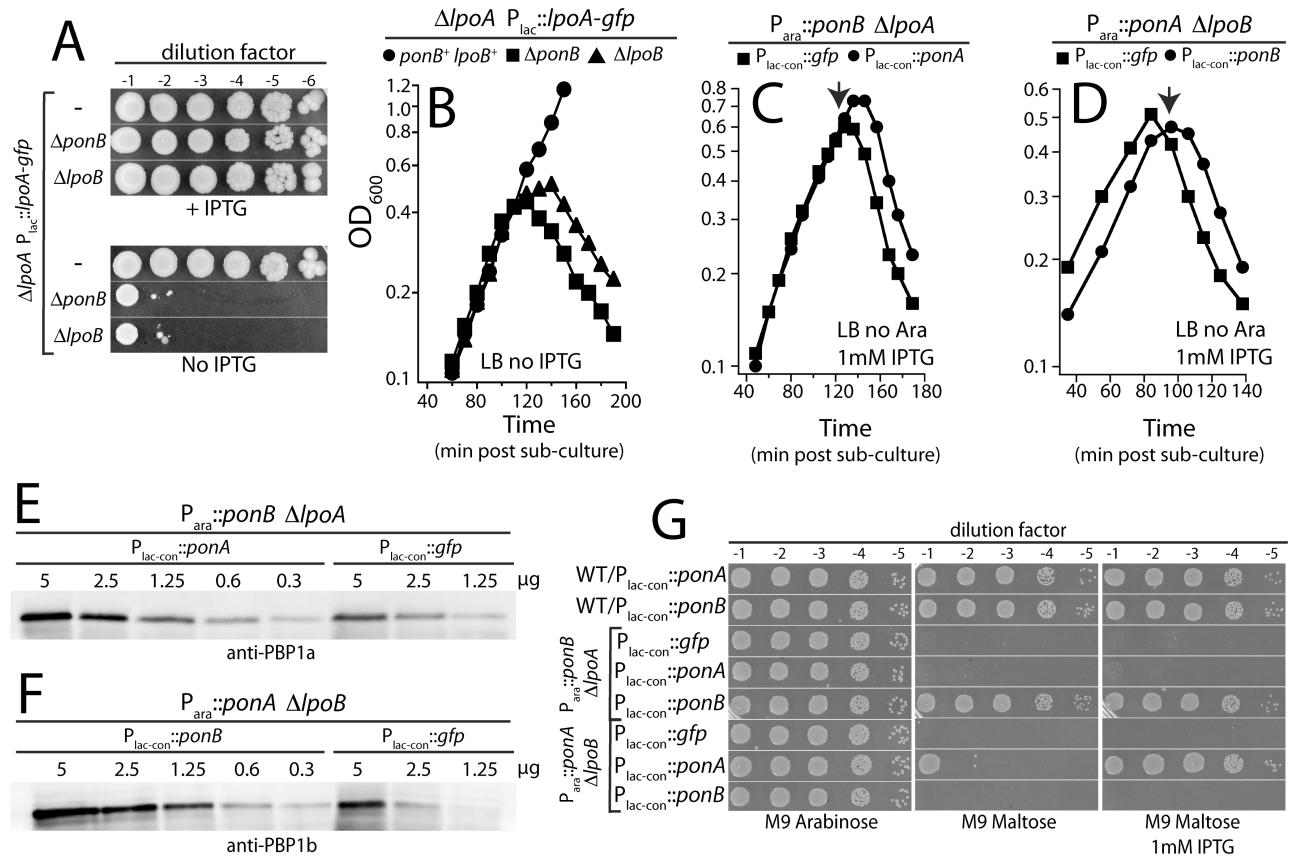 A
dilution factor
-1 -2 -3 -4 -5 -6
ΔlpoA Plac::lpoA-gfp
-
ΔponB
ΔlpoB
+ IPTG
-
ΔponB
ΔlpoB
No IPTG
ΔlpoA Plac::lpoA-gfp
ponB+ lpoB+ ΔponB ΔlpoB
B
1.2
1.0
0.8
0.6
0.4
0.2
0.1
OD600
LB no IPTG
40 80 120 160 200
Time
(min post sub-culture)
Para::ponB ΔlpoA
Plac-con::gfp Plac-con::ponA
C
0.8
0.7
0.6
0.5
0.4
0.3
0.2
0.1
LB no Ara
1mM IPTG
40 80 120 180
Time
(min post sub-culture)
Para::ponA ΔlpoB
Plac-con::gfp Plac-con::ponB
D
0.6
0.5
0.4
0.3
0.2
0.1
LB no Ara
1mM IPTG
40 60 80 100 120 140
Time
(min post sub-culture)
E
Para::ponB ΔlpoA
Plac-con::ponA Plac-con::gfp
5 2.5 1.25 0.6 0.3 5 2.5 1.25 µg
anti-PBP1a
F
Para::ponA ΔlpoB
Plac-con::ponB Plac-con::gfp
5 2.5 1.25 0.6 0.3 5 2.5 1.25 µg
anti-PBP1b
G
dilution factor
-1 -2 -3 -4 -5 -1 -2 -3 -4 -5 -1 -2 -3 -4 -5
WT/Plac-con::ponA
WT/Plac-con::ponB
Para::ponB
ΔlpoA
Plac-con::gfp
Plac-con::ponA
Plac-con::ponB
Para::ponA
ΔlpoB
Plac-con::gfp
Plac-con::ponA
Plac-con::ponB
M9 Arabinose M9 Maltose M9 Maltose
1mM IPTG